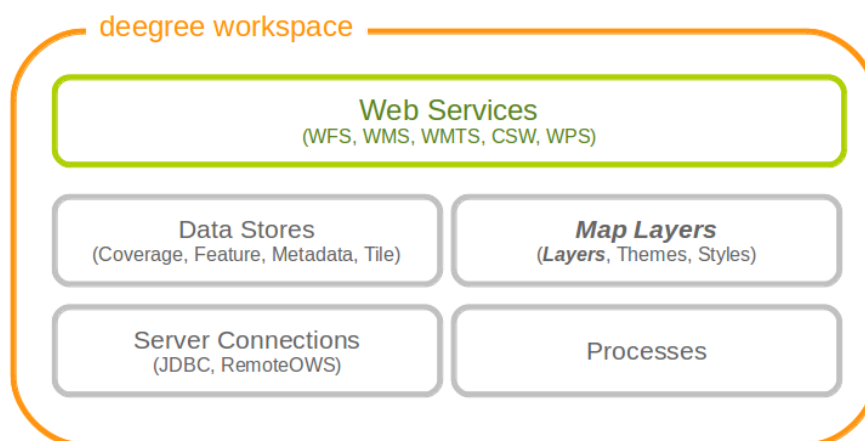 deegree workspace
Web Services
(WFS, WMS, WMTS, CSW, WPS)
Data Stores
(Coverage, Feature, Metadata, Tile)
Map Layers
(Layers, Themes, Styles)
Server Connections
(JDBC, RemoteOWS)
Processes